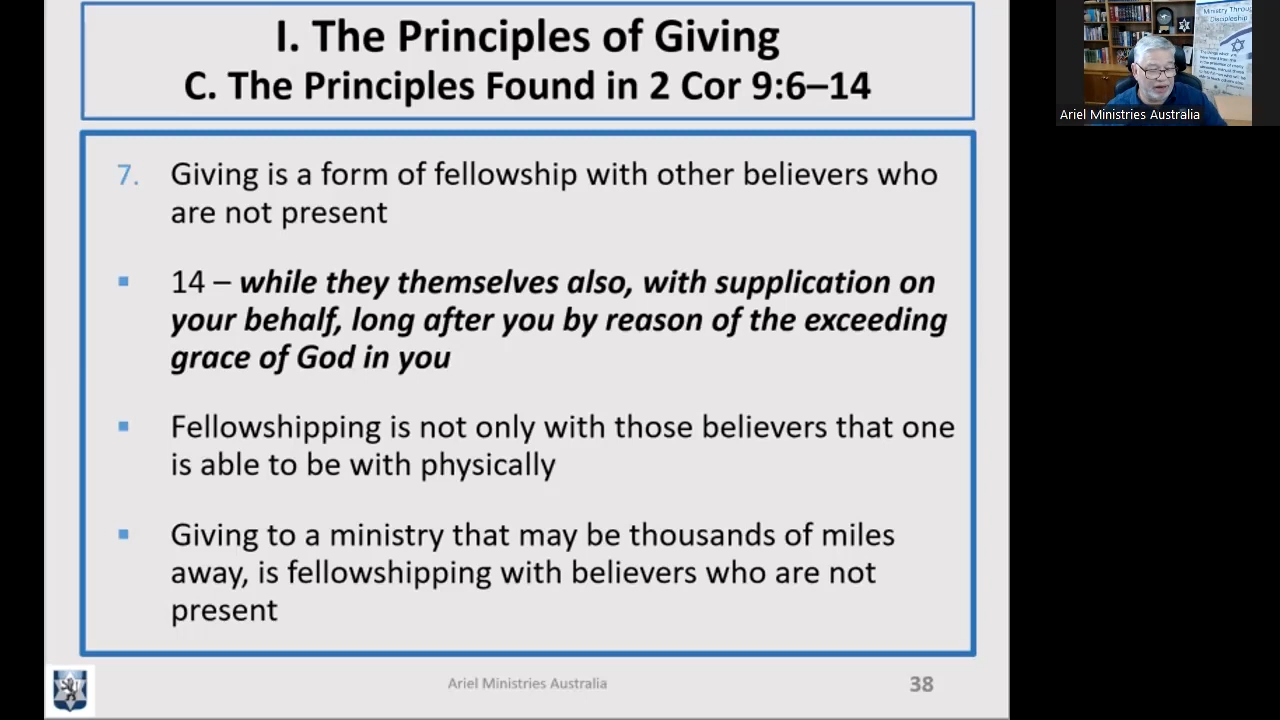 I. The Principles of Giving
C. The Principles Found in 2 Cor 9:6–14
7. Giving is a form of fellowship with other believers who
are not present
▪ 14 – while they themselves also, with supplication on
your behalf, long after you by reason of the exceeding
grace of God in you
▪ Fellowshipping is not only with those believers that one
is able to be with physically
▪ Giving to a ministry that may be thousands of miles
away, is fellowshipping with believers who are not
present
Ariel Ministries Australia
38
Ministry Through
Discipleship
Ariel Ministries Australia